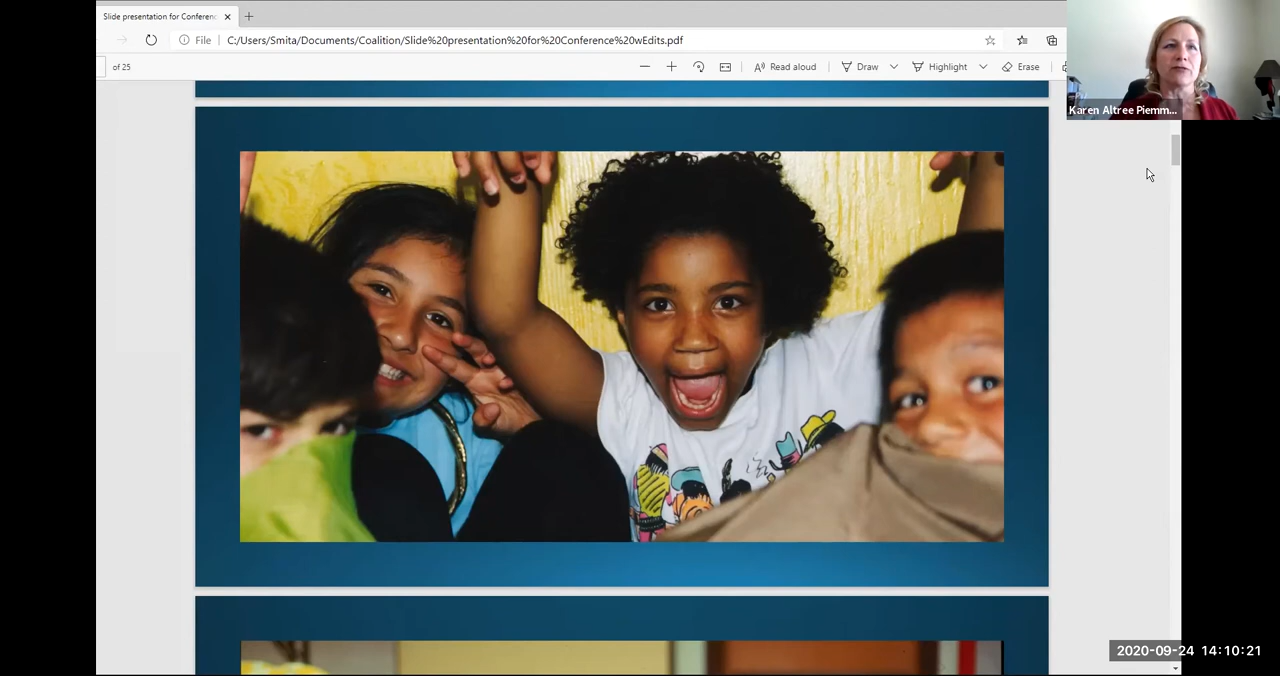 Slide presentation for Conferenc
File
C:/Users/Smita/Documents/Coalition/Slide%20presentation%20for%20Conference%20wEdits.pdf
of 25
Read aloud
Draw
Highlight
Erase
Karen Altree Piemm...
2020-09-24 14:10:21